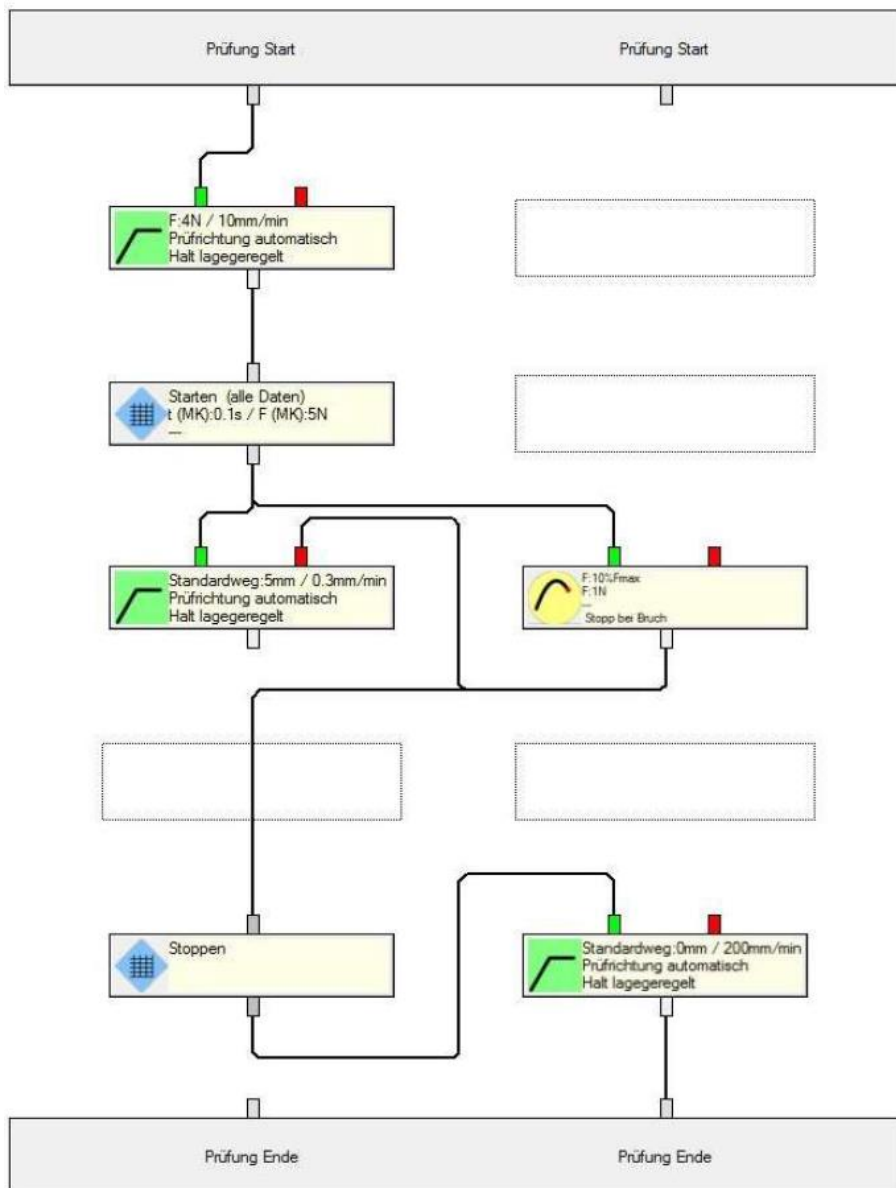 Prüfung Start
Prüfung Start
F:4N / 10mm/min
Prüfrichtung automatisch
Halt lagegeregelt
Starten (alle Daten)
t (MK):0.1s / F (MK):5N
---
Standardweg:5mm / 0.3mm/min
Prüfrichtung automatisch
Halt lagegeregelt
F:10%Fmax
F:1N
---
Stopp bei Bruch
Stoppen
Standardweg:0mm / 200mm/min
Prüfrichtung automatisch
Halt lagegeregelt
Prüfung Ende
Prüfung Ende